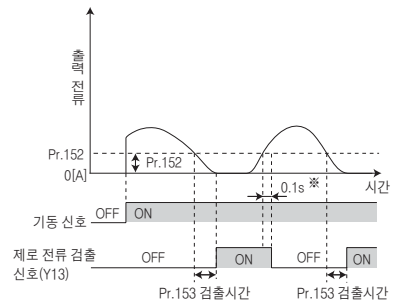 출력 전류
Pr.152
Pr.152
0[A]
시간
0.1s ※
기동 신호 OFF ON
제로 전류 검출
신호(Y13)
OFF ON OFF ON
Pr.153 검출시간 Pr.153 검출시간